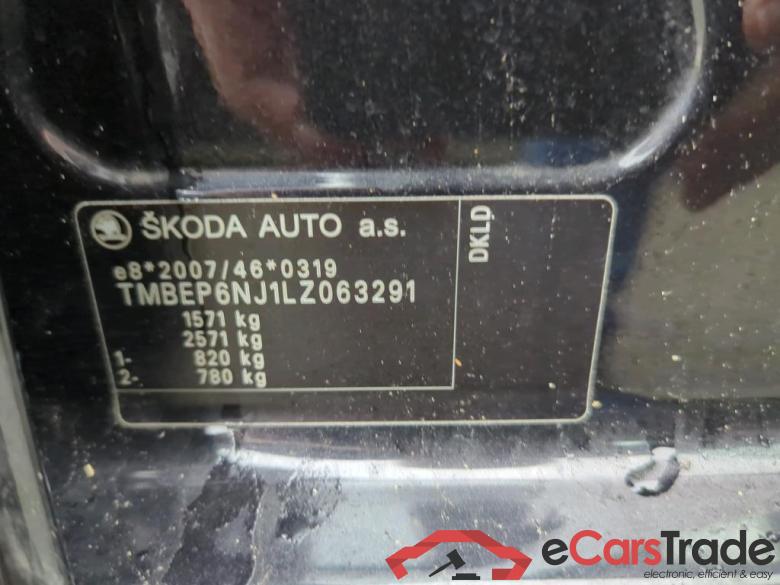 ŠKODA AUTO a.s.
DKLD
e8*2007/46*0319
TMBEP6NJ1LZ063291
1571 kg
2571 kg
1- 820 kg
2- 780 kg
eCarsTrade
electronic, efficient & easy